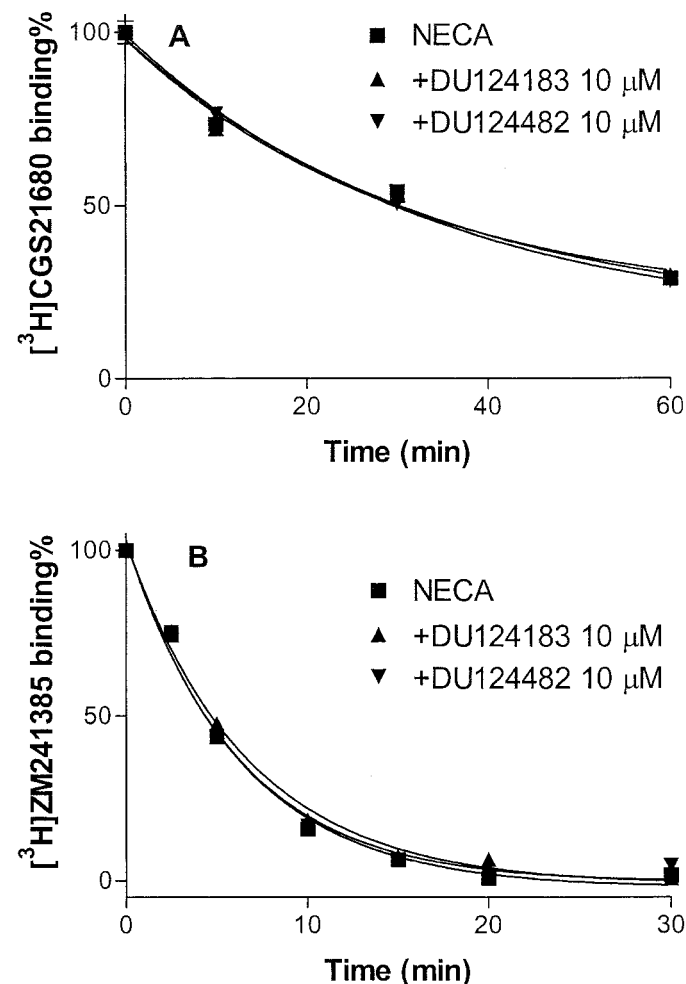 A
NECA
+DU124183 10 μM
+DU124482 10 μM
[³H]CGS21680 binding%
100
50
0
0 20 40 60
Time (min)
B
NECA
+DU124183 10 μM
+DU124482 10 μM
[³H]ZM241385 binding%
100
50
0
0 10 20 30
Time (min)